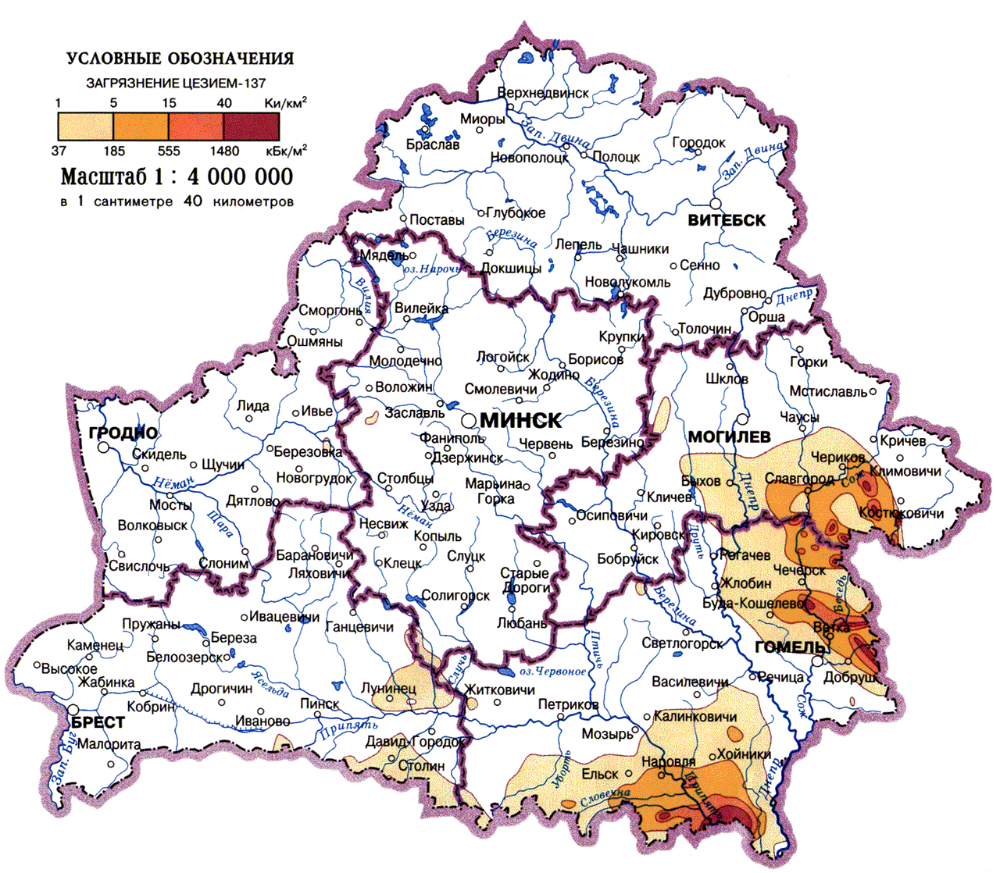 УСЛОВНЫЕ ОБОЗНАЧЕНИЯ
ЗАГРЯЗНЕНИЕ ЦЕЗИЕМ-137
1 5 15 40 Ки/км²
37 185 555 1480 кБк/м²
Масштаб 1 : 4 000 000
в 1 сантиметре 40 километров
Верхнедвинск
Миоры
Зап. Двина
Браслав
Новополоцк
Полоцк
Городок
Зап. Двина
ВИТЕБСК
Поставы
Глубокое
Березина
Лепель
Чашники
Мядель
оз. Нарочь
Докшицы
Сенно
Новолукомль
Вилия
Дубровно
Днепр
Орша
Сморгонь
Вилейка
Толочин
Ошмяны
Крупки
Молодечно
Логойск
Борисов
Жодино
Горки
Шклов
Воложин
Смолевичи
Березина
Мстиславль
Лида
Ивье
Заславль
МИНСК
Чаусы
ГРОДНО
Фаниполь
Червень
Березино
МОГИЛЕВ
Кричев
Скидель
Щучин
Березовка
Дзержинск
Чериков
Климовичи
Нёман
Новогрудок
Столбцы
Марьина
Горка
Быхов
Днепр
Славгород
Сож
Мосты
Дятлово
Узда
Кличев
Костюковичи
Волковыск
Шара
Нёман
Осиповичи
Несвиж
Копыль
Кировск
Друть
Свислочь
Слоним
Барановичи
Ляховичи
Клецк
Слуцк
Бобруйск
Рогачев
Старые
Дороги
Чечерск
Солигорск
Жлобин
Беседь
Буда-Кошелево
Березина
Пружаны
Ивацевичи
Ганцевичи
Любань
Ветка
Каменец
Береза
Птичь
Светлогорск
ГОМЕЛЬ
Белоозерск
Высокое
Случь
оз. Червоное
Жабинка
Дрогичин
Ясельда
Лунинец
Житковичи
Василевичи
Речица
Добруш
Кобрин
Иваново
Пинск
Петриков
Калинковичи
Сож
БРЕСТ
Припять
Давид-Городок
Мозырь
Малорита
Зап. Буг
Столин
Уборть
Ельск
Наровля
Хойники
Словечна
Припять
Днепр